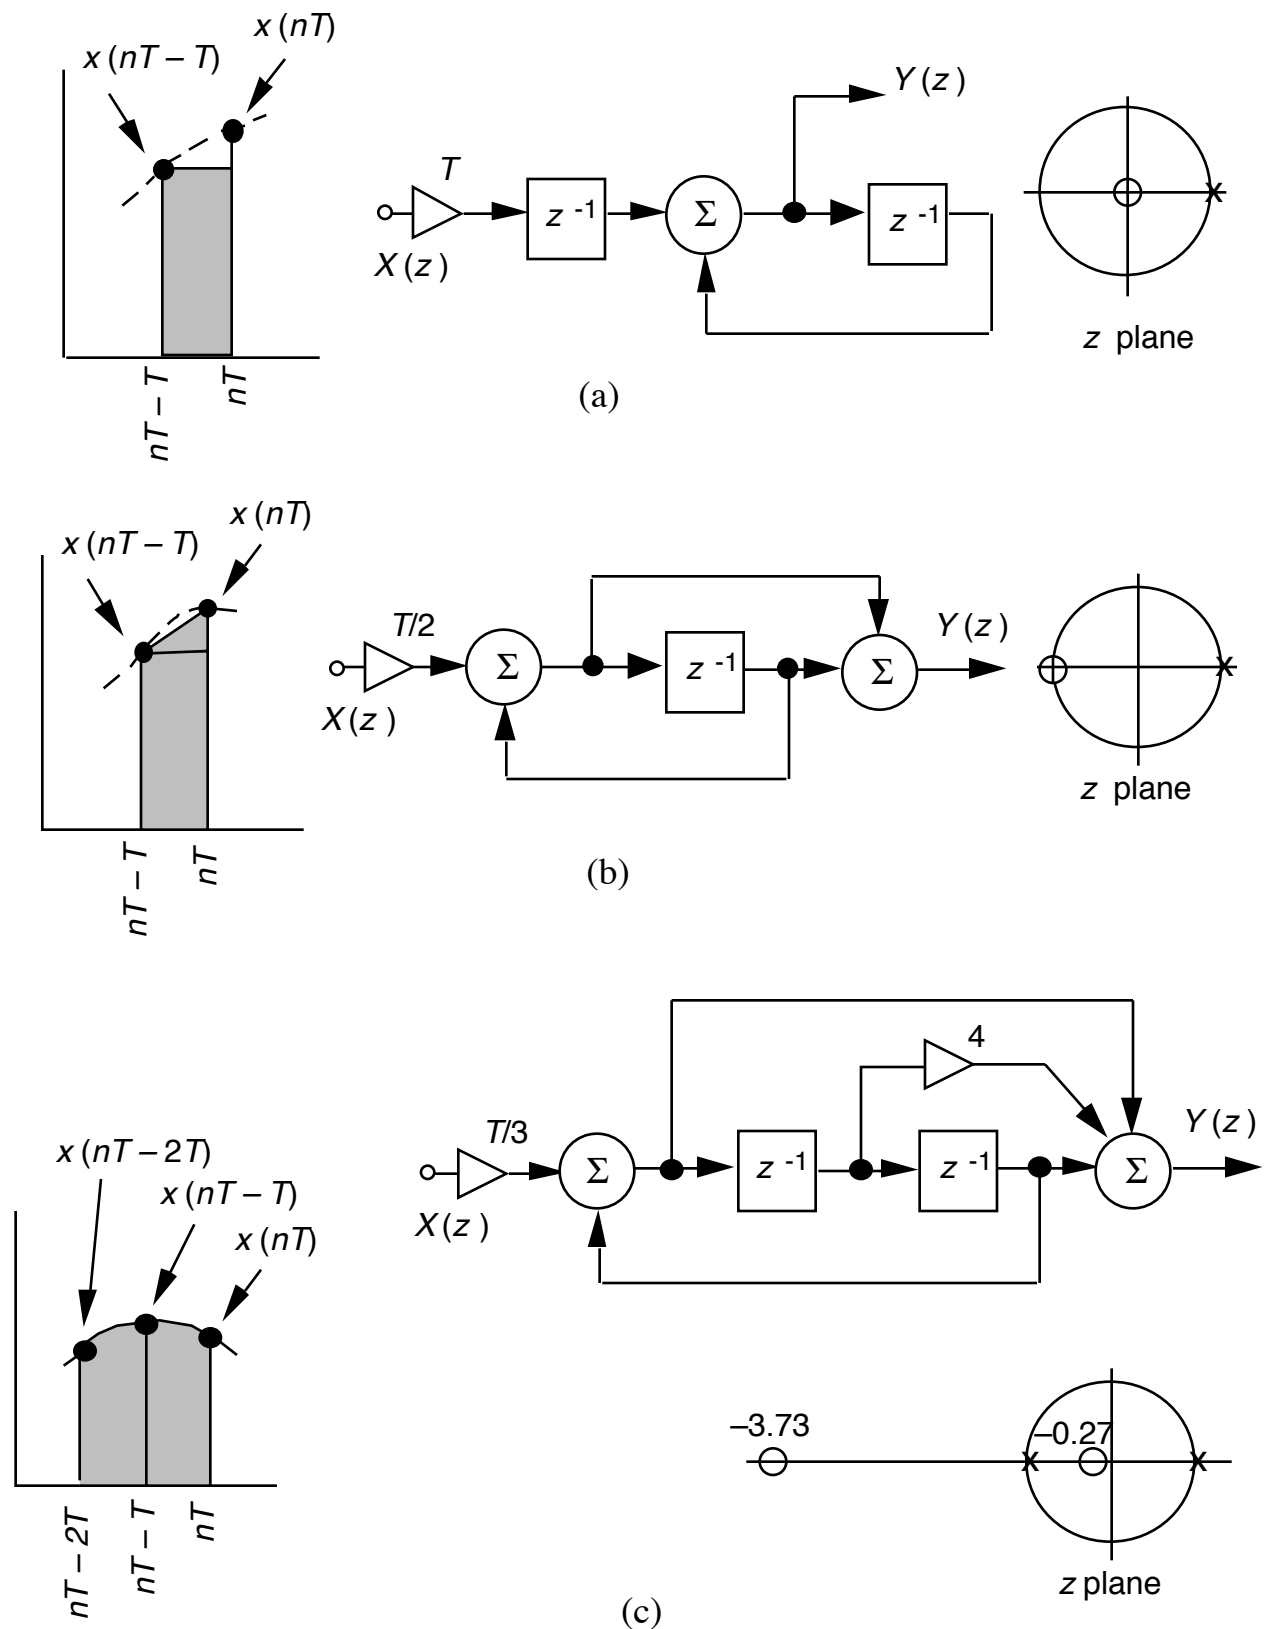 x (nT)
x (nT – T)
Y (z )
T
z -1
Σ
z -1
X (z )
z plane
nT – T
nT
(a)
x (nT)
x (nT – T)
T/2
Y (z )
Σ
z -1
Σ
X (z )
z plane
nT – T
nT
(b)
4
T/3
Y (z )
x (nT – 2T)
Σ
z -1
z -1
Σ
x (nT – T)
X (z )
x (nT)
–3.73
–0.27
nT – 2T
nT – T
nT
z plane
(c)